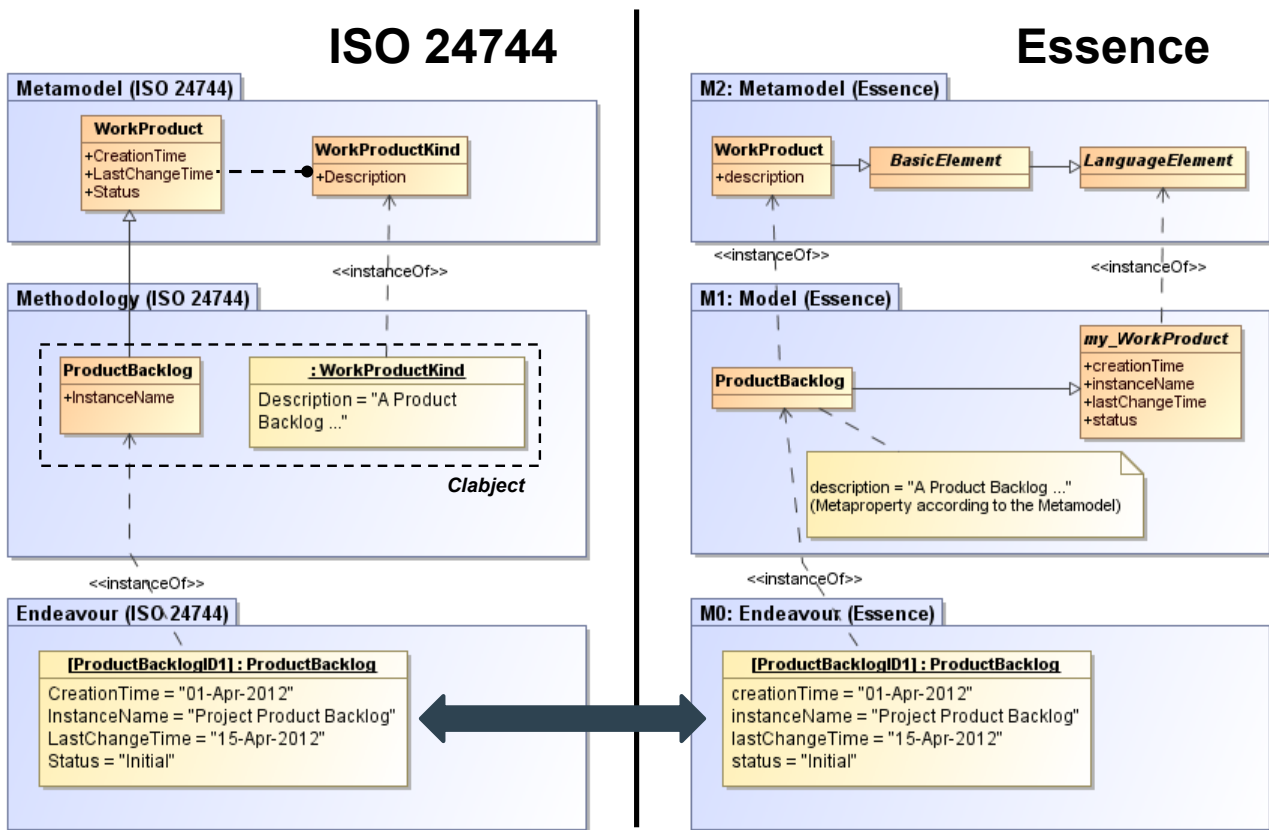 ISO 24744
Metamodel (ISO 24744)
WorkProduct
+CreationTime
+LastChangeTime
+Status
WorkProductKind
+Description
<<instanceOf>>
Methodology (ISO 24744)
ProductBacklog
+InstanceName
: WorkProductKind
Description = "A Product
Backlog ..."
Clabject
<<instanceOf>>
Endeavour (ISO 24744)
[ProductBacklogID1] : ProductBacklog
CreationTime = "01-Apr-2012"
InstanceName = "Project Product Backlog"
LastChangeTime = "15-Apr-2012"
Status = "Initial"
Essence
M2: Metamodel (Essence)
WorkProduct
+description
BasicElement
LanguageElement
<<instanceOf>>
<<instanceOf>>
M1: Model (Essence)
ProductBacklog
my_WorkProduct
+creationTime
+instanceName
+lastChangeTime
+status
description = "A Product Backlog ..."
(Metaproperty according to the Metamodel)
<<instanceOf>>
M0: Endeavour (Essence)
[ProductBacklogID1] : ProductBacklog
creationTime = "01-Apr-2012"
instanceName = "Project Product Backlog"
lastChangeTime = "15-Apr-2012"
status = "Initial"